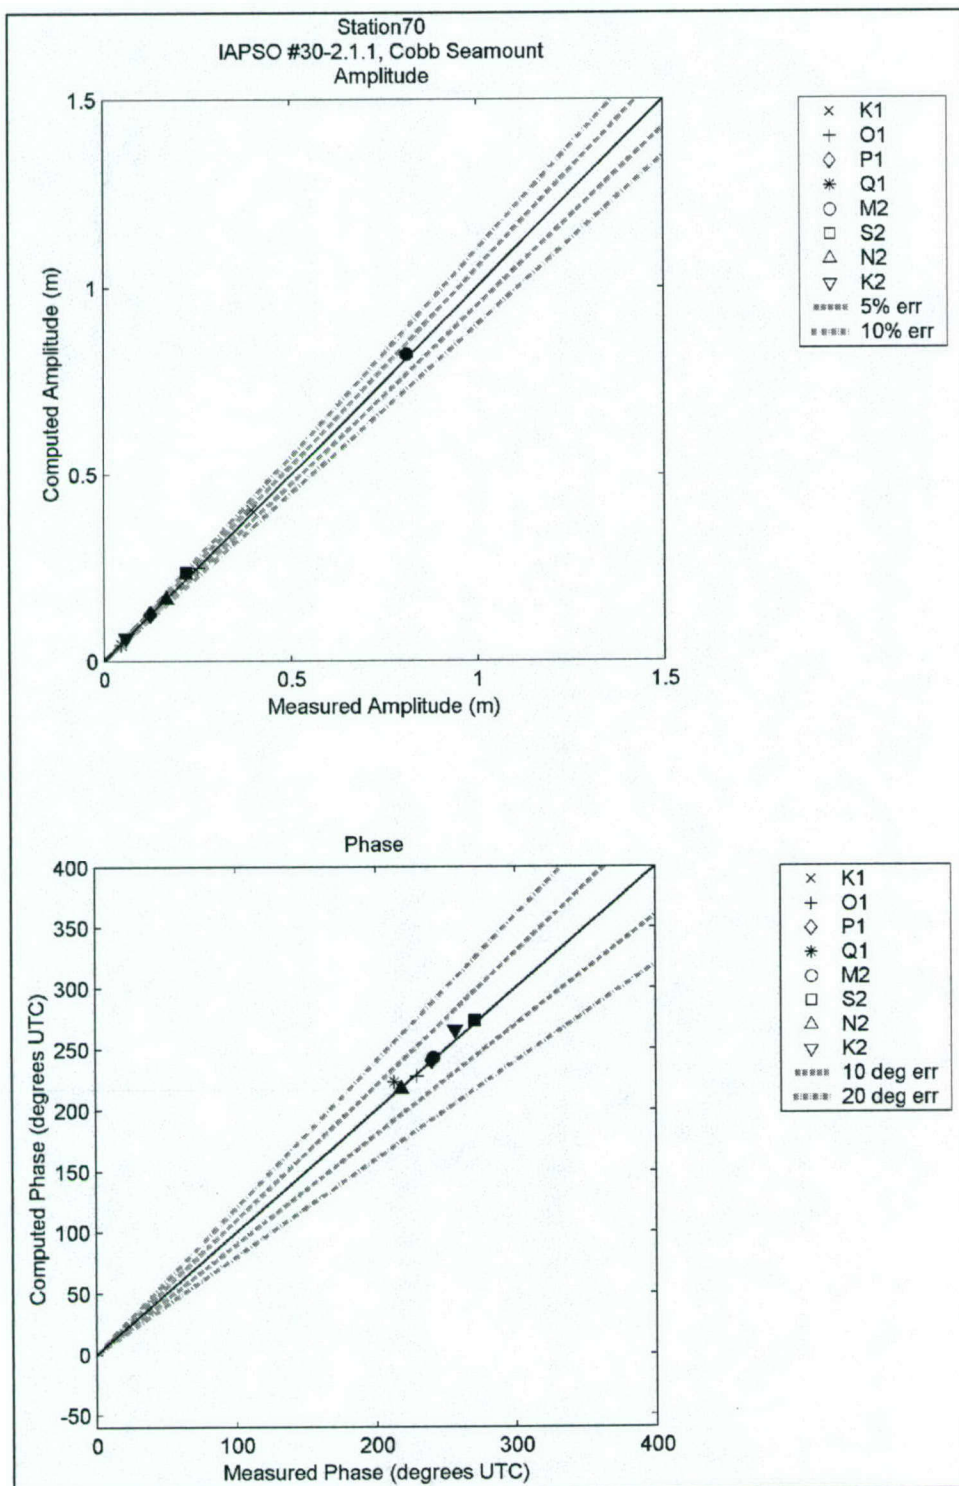 Station70
IAPSO #30-2.1.1, Cobb Seamount
Amplitude
1.5
1
0.5
0
Computed Amplitude (m)
0
0.5
1
1.5
Measured Amplitude (m)
K1
O1
P1
Q1
M2
S2
N2
K2
5% err
10% err
Phase
400
350
300
250
200
150
100
50
0
-50
Computed Phase (degrees UTC)
0
100
200
300
400
Measured Phase (degrees UTC)
K1
O1
P1
Q1
M2
S2
N2
K2
10 deg err
20 deg err